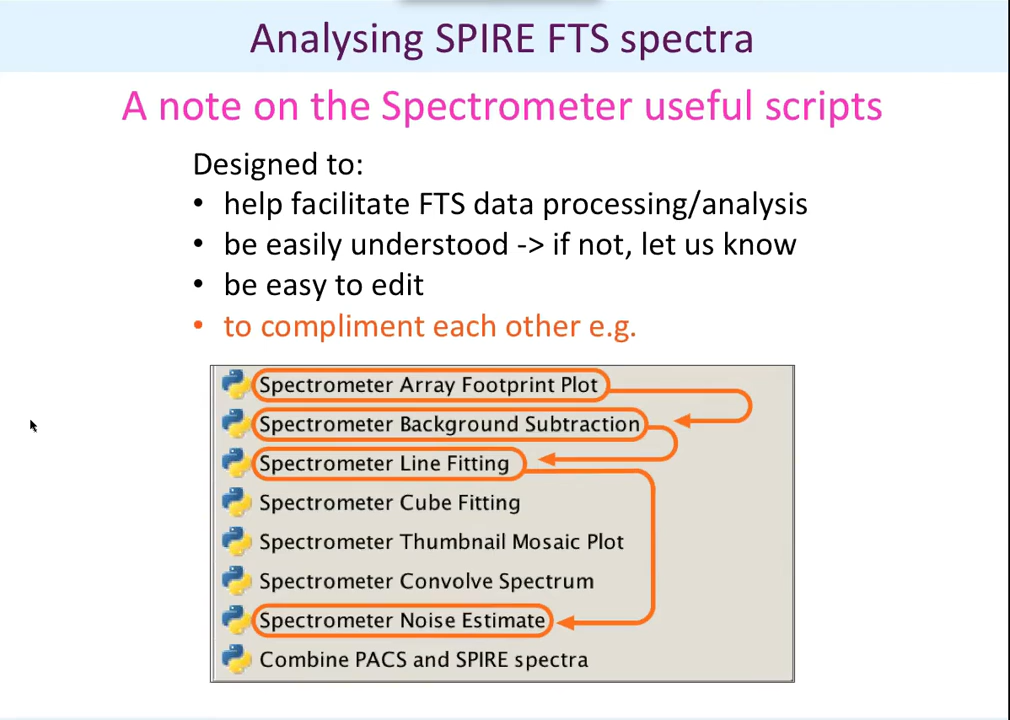 Analysing SPIRE FTS spectra
A note on the Spectrometer useful scripts
Designed to:
• help facilitate FTS data processing/analysis
• be easily understood -> if not, let us know
• be easy to edit
• to compliment each other e.g.
Spectrometer Array Footprint Plot
Spectrometer Background Subtraction
Spectrometer Line Fitting
Spectrometer Cube Fitting
Spectrometer Thumbnail Mosaic Plot
Spectrometer Convolve Spectrum
Spectrometer Noise Estimate
Combine PACS and SPIRE spectra